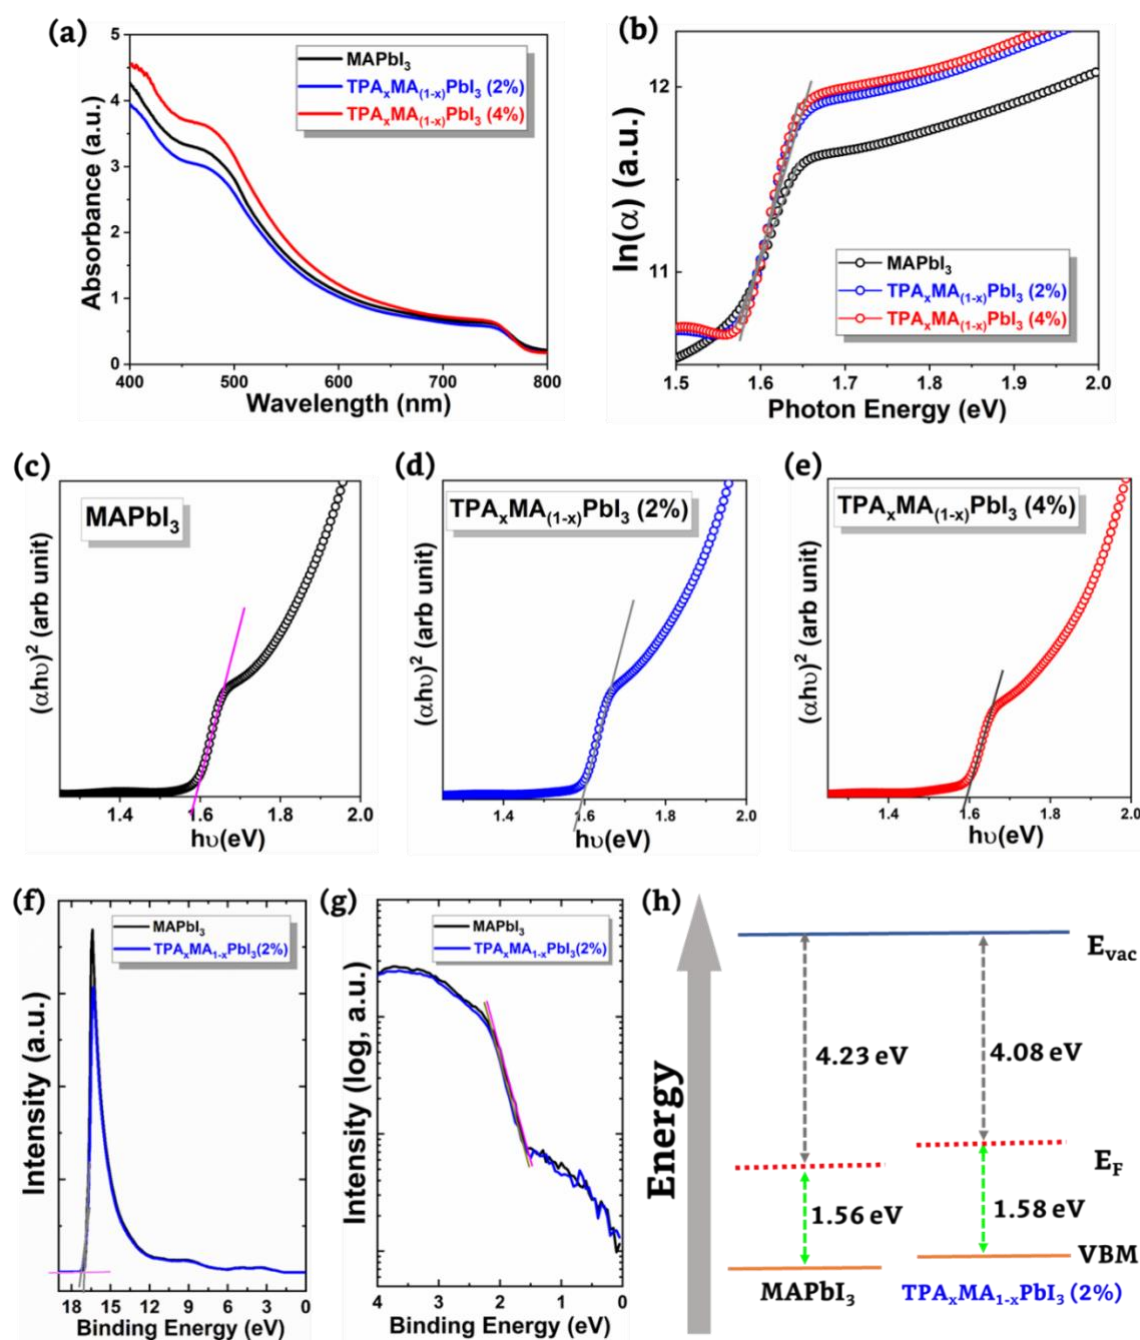 (a)
MAPbI₃
TPAₓMA₍₁₋ₓ₎PbI₃ (2%)
TPAₓMA₍₁₋ₓ₎PbI₃ (4%)
Absorbance (a.u.)
5
4
3
2
1
0
400 500 600 700 800
Wavelength (nm)
(b)
ln(α) (a.u.)
12
11
MAPbI₃
TPAₓMA₍₁₋ₓ₎PbI₃ (2%)
TPAₓMA₍₁₋ₓ₎PbI₃ (4%)
1.5 1.6 1.7 1.8 1.9 2.0
Photon Energy (eV)
(c)
MAPbI₃
(αhυ)² (arb unit)
1.4 1.6 1.8 2.0
hυ(eV)
(d)
TPAₓMA₍₁₋ₓ₎PbI₃ (2%)
(αhυ)² (arb unit)
1.4 1.6 1.8 2.0
hυ(eV)
(e)
TPAₓMA₍₁₋ₓ₎PbI₃ (4%)
(αhυ)² (arb unit)
1.4 1.6 1.8 2.0
hυ(eV)
(f)
MAPbI₃
TPAₓMA₁₋ₓPbI₃(2%)
Intensity (a.u.)
18 15 12 9 6 3 0
Binding Energy (eV)
(g)
MAPbI₃
TPAₓMA₁₋ₓPbI₃(2%)
Intensity (log, a.u.)
4 3 2 1 0
Binding Energy (eV)
(h)
Energy
E_vac
4.23 eV 4.08 eV
E_F
1.56 eV 1.58 eV
VBM
MAPbI₃ TPAₓMA₁₋ₓPbI₃ (2%)